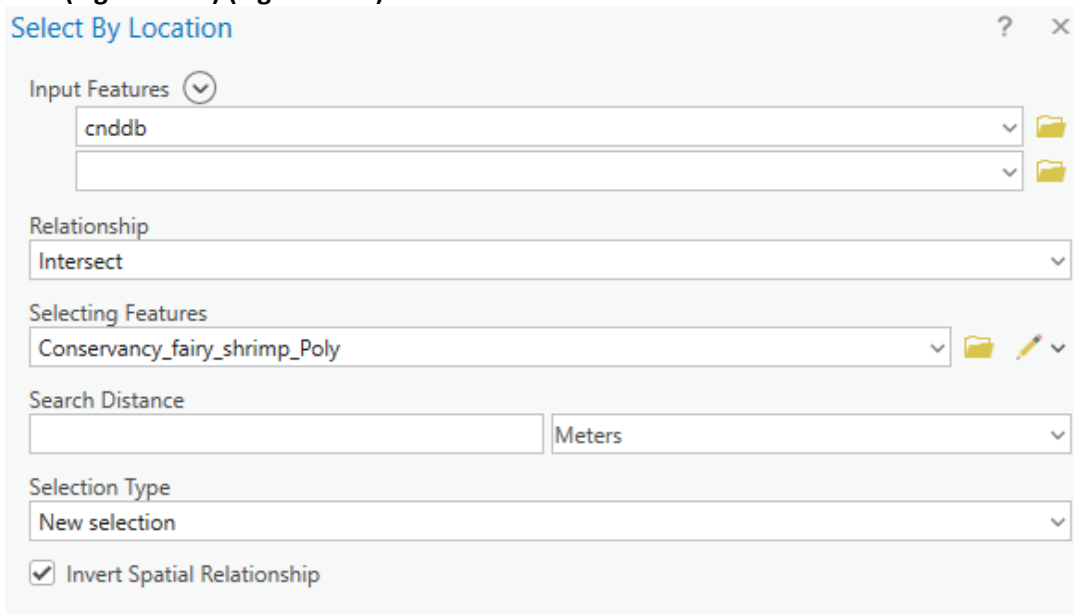 Select By Location ? ×
Input Features
cnddb
Relationship
Intersect
Selecting Features
Conservancy_fairy_shrimp_Poly
Search Distance
Meters
Selection Type
New selection
Invert Spatial Relationship